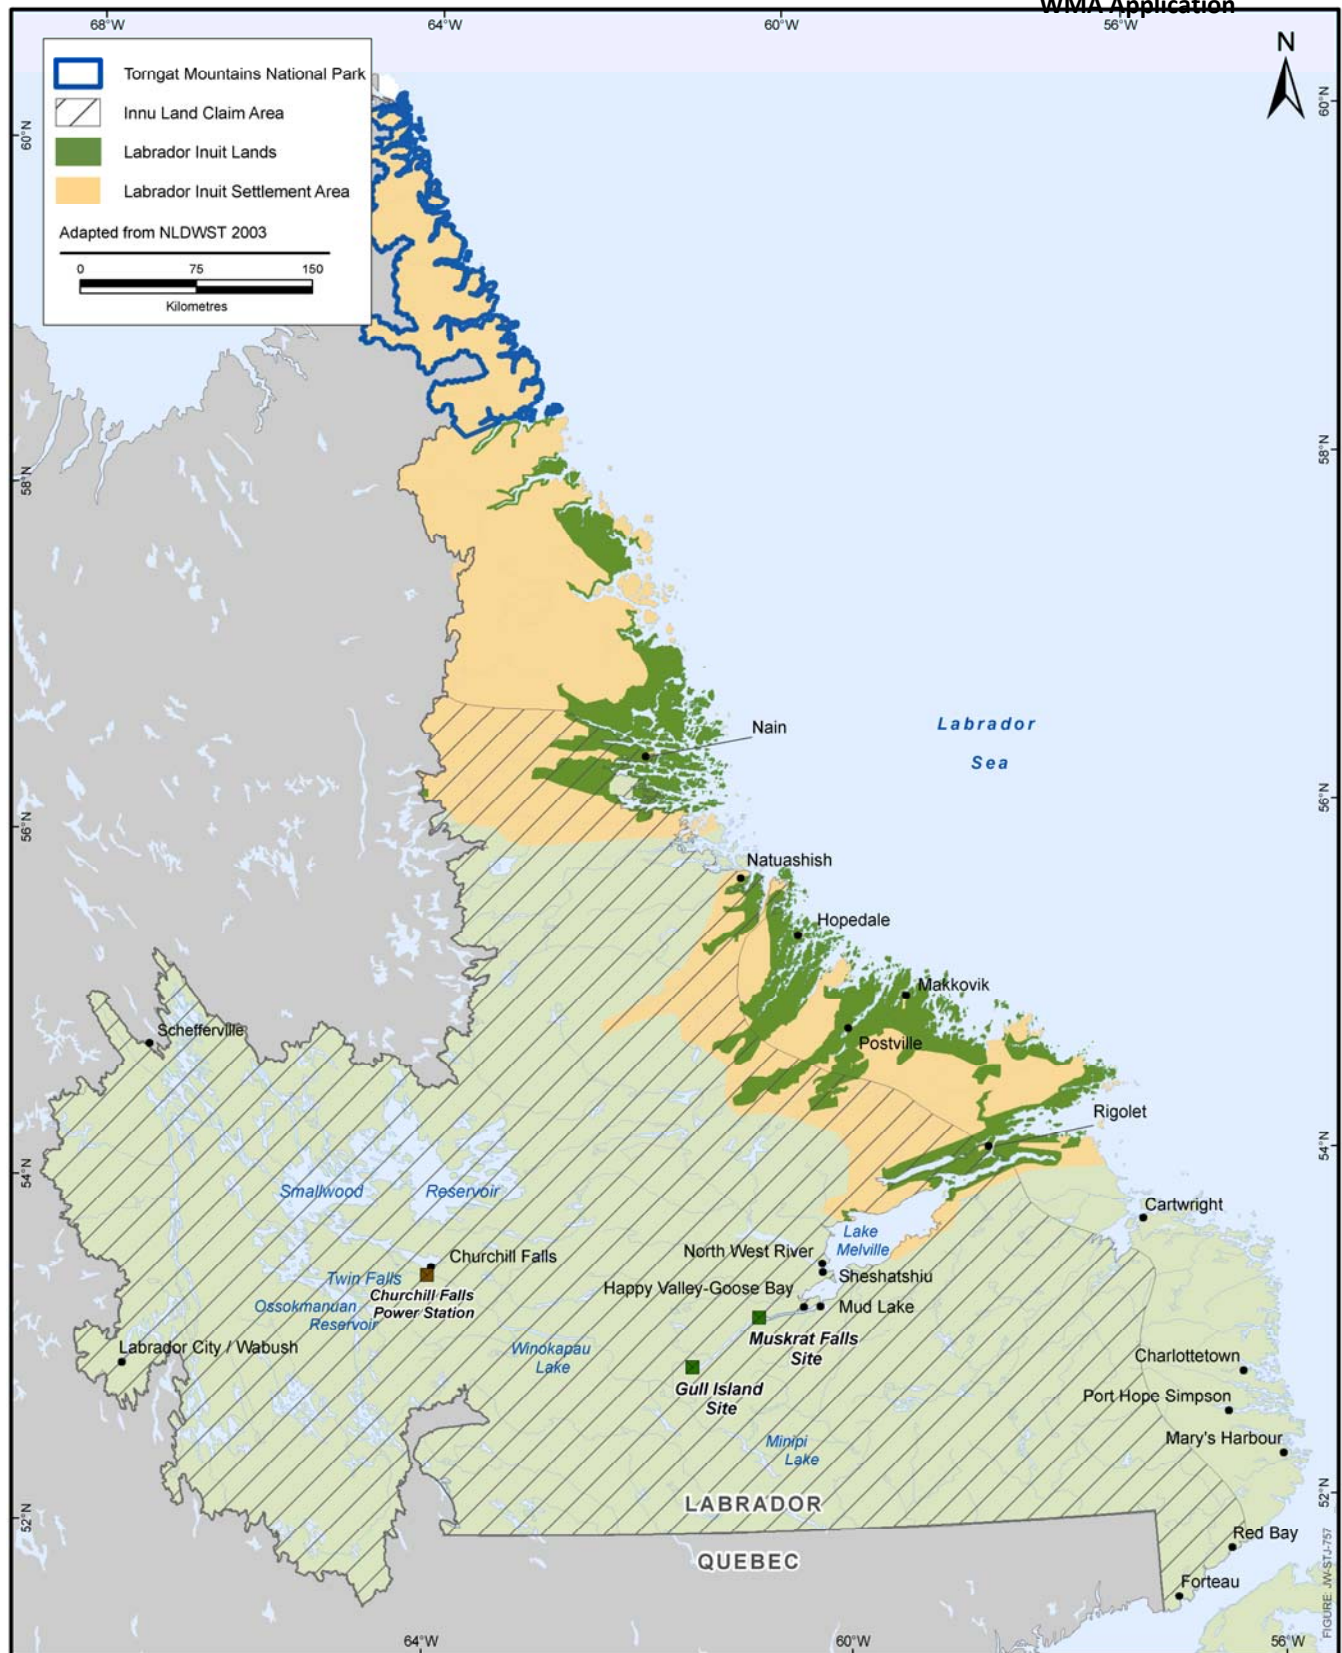 WMA Application
68°W
64°W
60°W
56°W
N
Torngat Mountains National Park
Innu Land Claim Area
Labrador Inuit Lands
Labrador Inuit Settlement Area
Adapted from NLDWST 2003
0
75
150
Kilometres
60°N
60°N
58°N
58°N
Labrador
Sea
Nain
56°N
56°N
Natuashish
Hopedale
Makkovik
Postville
Schefferville
Rigolet
54°N
54°N
Smallwood
Reservoir
Cartwright
Lake
Melville
North West River
Churchill Falls
Sheshatshiu
Twin Falls
Churchill Falls
Power Station
Happy Valley-Goose Bay
Mud Lake
Ossokmanuan
Reservoir
Muskrat Falls
Site
Labrador City / Wabush
Winokapau
Lake
Charlottetown
Gull Island
Site
Port Hope Simpson
Minipi
Lake
Mary's Harbour
52°N
52°N
LABRADOR
QUEBEC
Red Bay
Forteau
FIGURE: JW-STJ-757
64°W
60°W
56°W